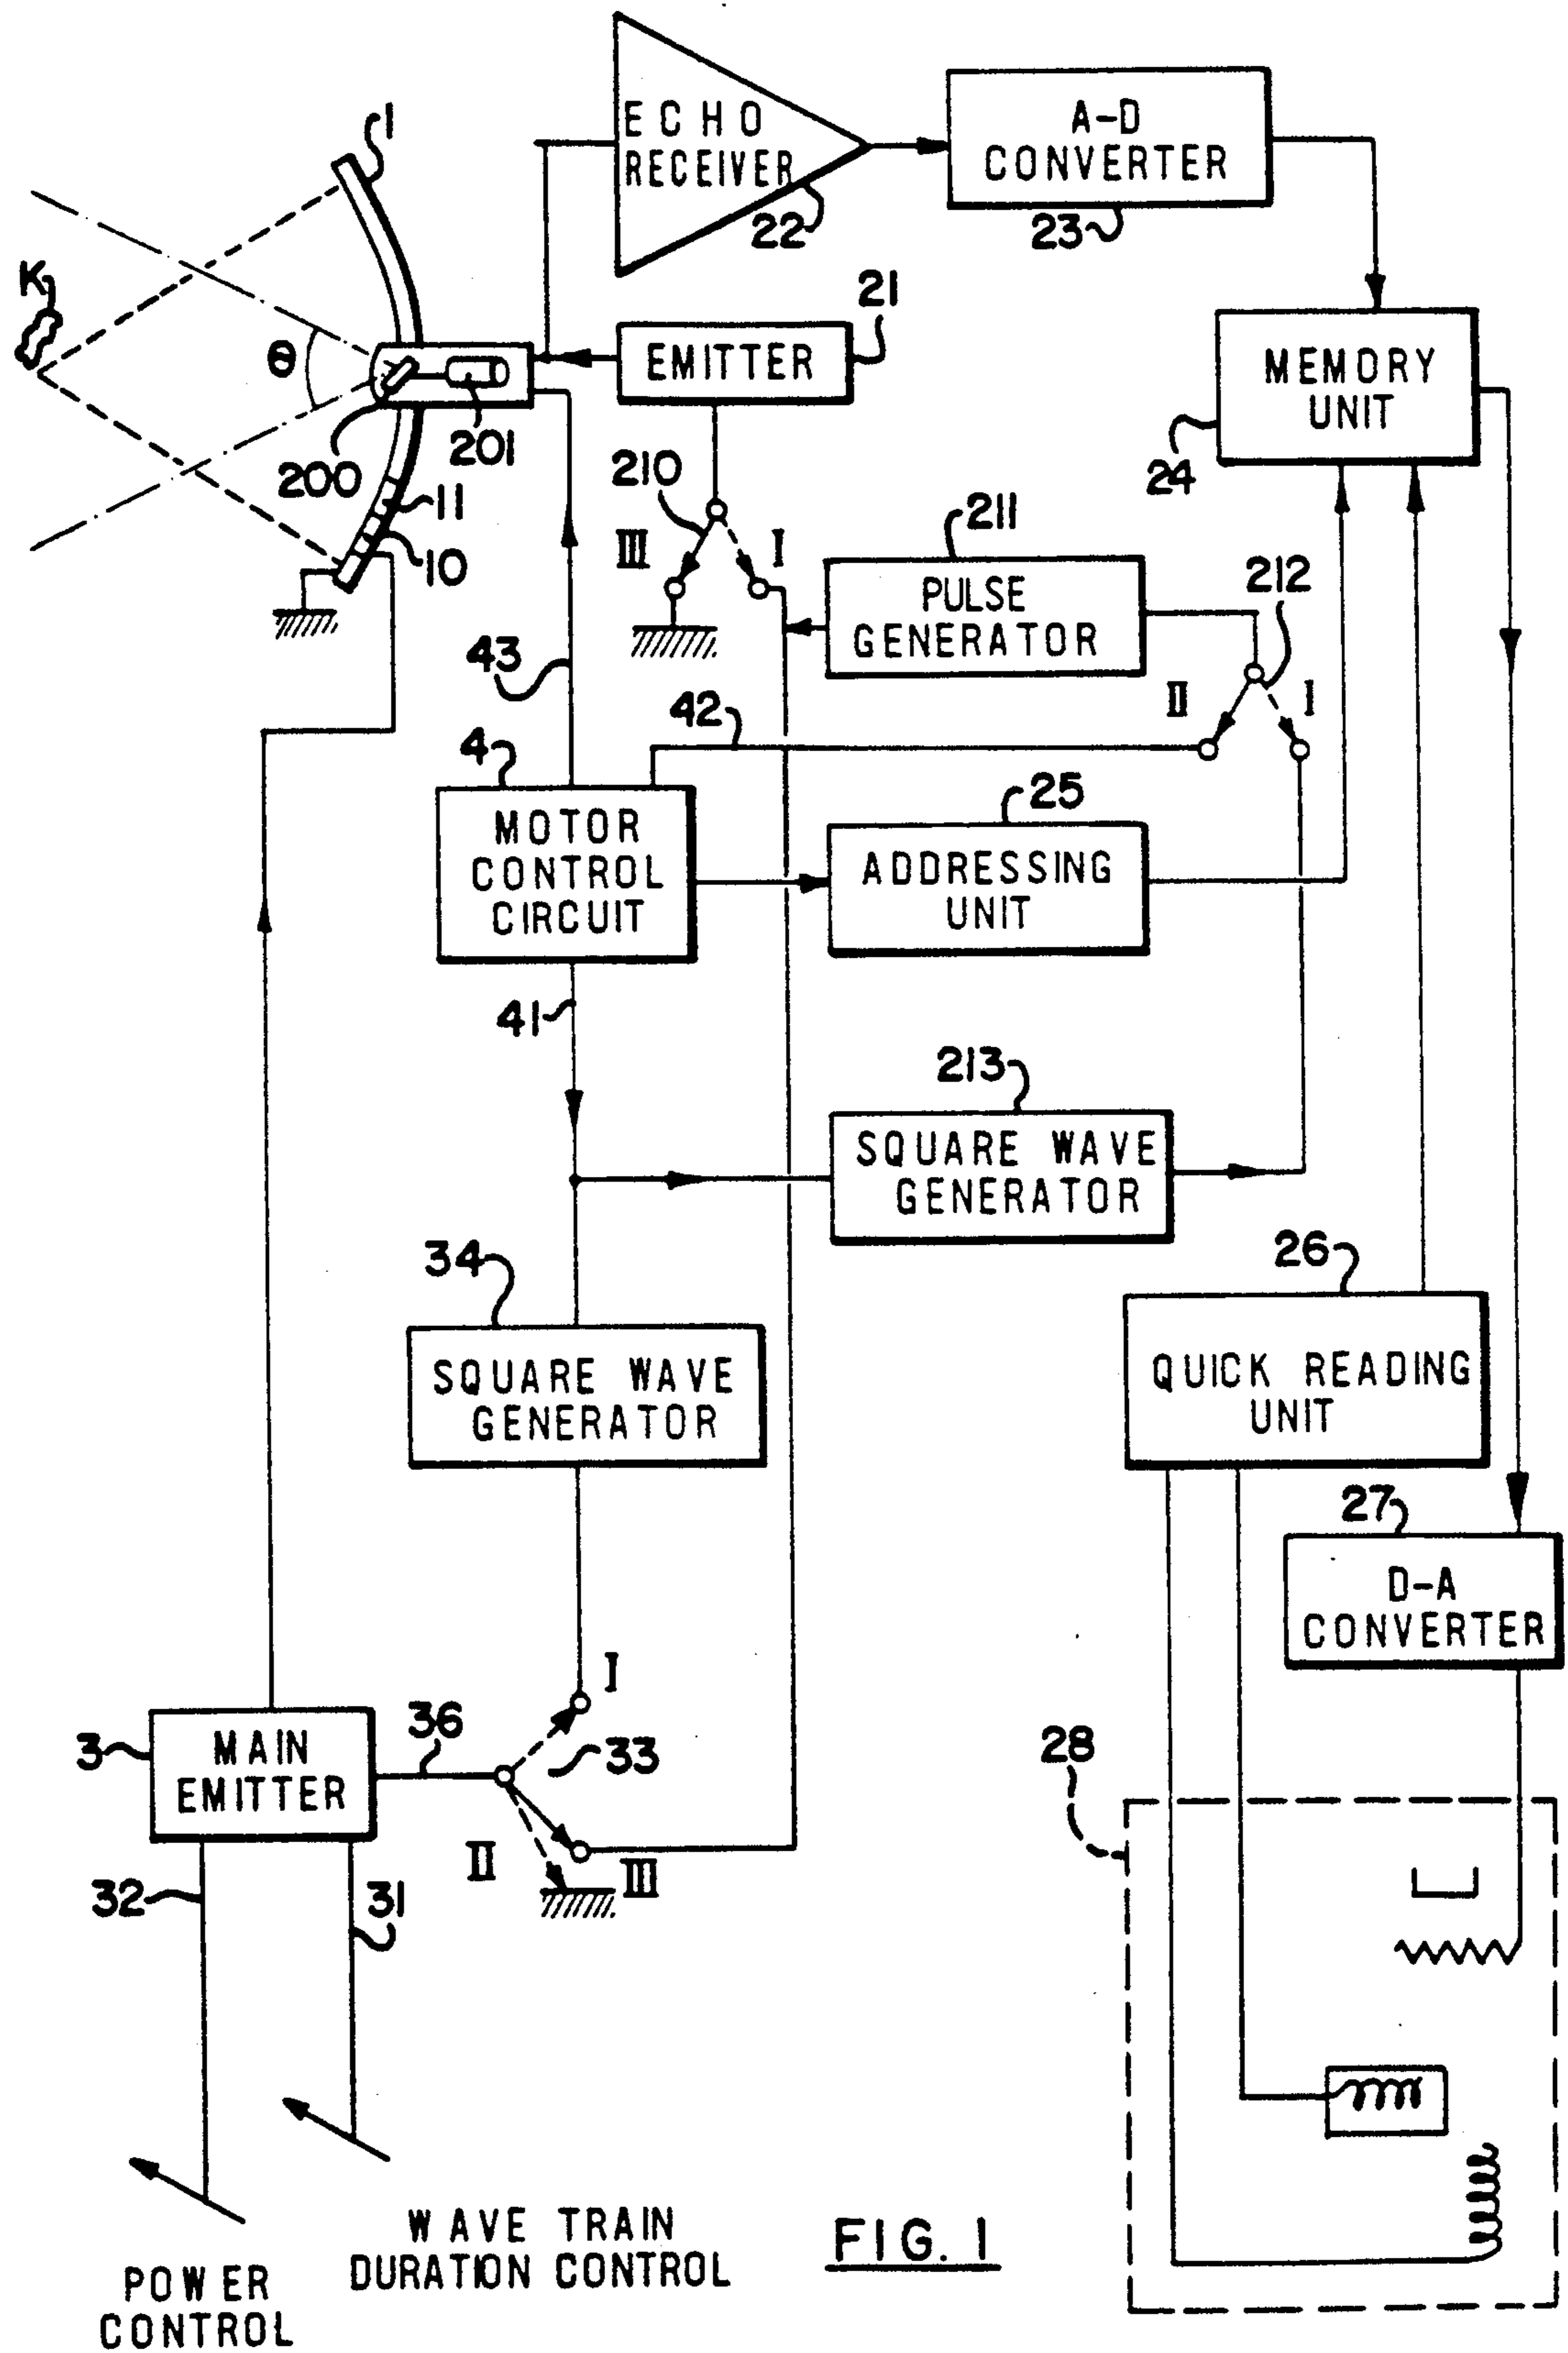 1
ECHO
RECEIVER
22
A-D
CONVERTER
23
K
θ
200
201
11
10
EMITTER
21
MEMORY
UNIT
24
210
III
I
211
PULSE
GENERATOR
212
II
I
43
42
4
MOTOR
CONTROL
CIRCUIT
25
ADDRESSING
UNIT
41
213
SQUARE WAVE
GENERATOR
34
SQUARE WAVE
GENERATOR
26
QUICK READING
UNIT
27
D-A
CONVERTER
I
3
MAIN
EMITTER
36
33
II
III
28
32
31
WAVE TRAIN
DURATION CONTROL
POWER
CONTROL
FIG. 1